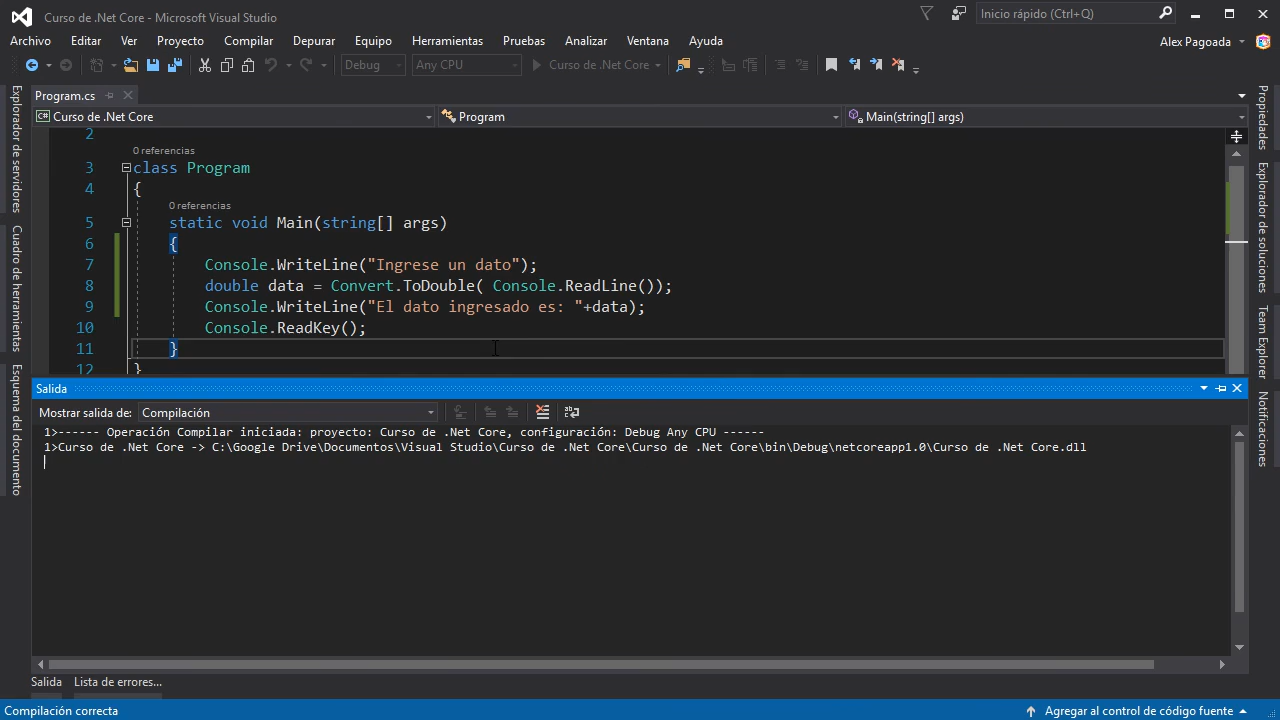 Curso de .Net Core - Microsoft Visual Studio
Inicio rápido (Ctrl+Q)
Archivo Editar Ver Proyecto Compilar Depurar Equipo Herramientas Pruebas Analizar Ventana Ayuda
Alex Pagoada
Debug Any CPU Curso de .Net Core
Program.cs
Curso de .Net Core Program Main(string[] args)
2
0 referencias
3 class Program
4 {
0 referencias
5 static void Main(string[] args)
6 {
7 Console.WriteLine("Ingrese un dato");
8 double data = Convert.ToDouble( Console.ReadLine());
9 Console.WriteLine("El dato ingresado es: "+data);
10 Console.ReadKey();
11 }
12 }
Salida
Mostrar salida de: Compilación
1>------ Operación Compilar iniciada: proyecto: Curso de .Net Core, configuración: Debug Any CPU ------
1>Curso de .Net Core -> C:\Google Drive\Documentos\Visual Studio\Curso de .Net Core\Curso de .Net Core\bin\Debug\netcoreapp1.0\Curso de .Net Core.dll
Salida Lista de errores...
Compilación correcta
Agregar al control de código fuente
Explorador de servidores
Cuadro de herramientas
Esquema del documento
Propiedades
Explorador de soluciones
Team Explorer
Notificaciones